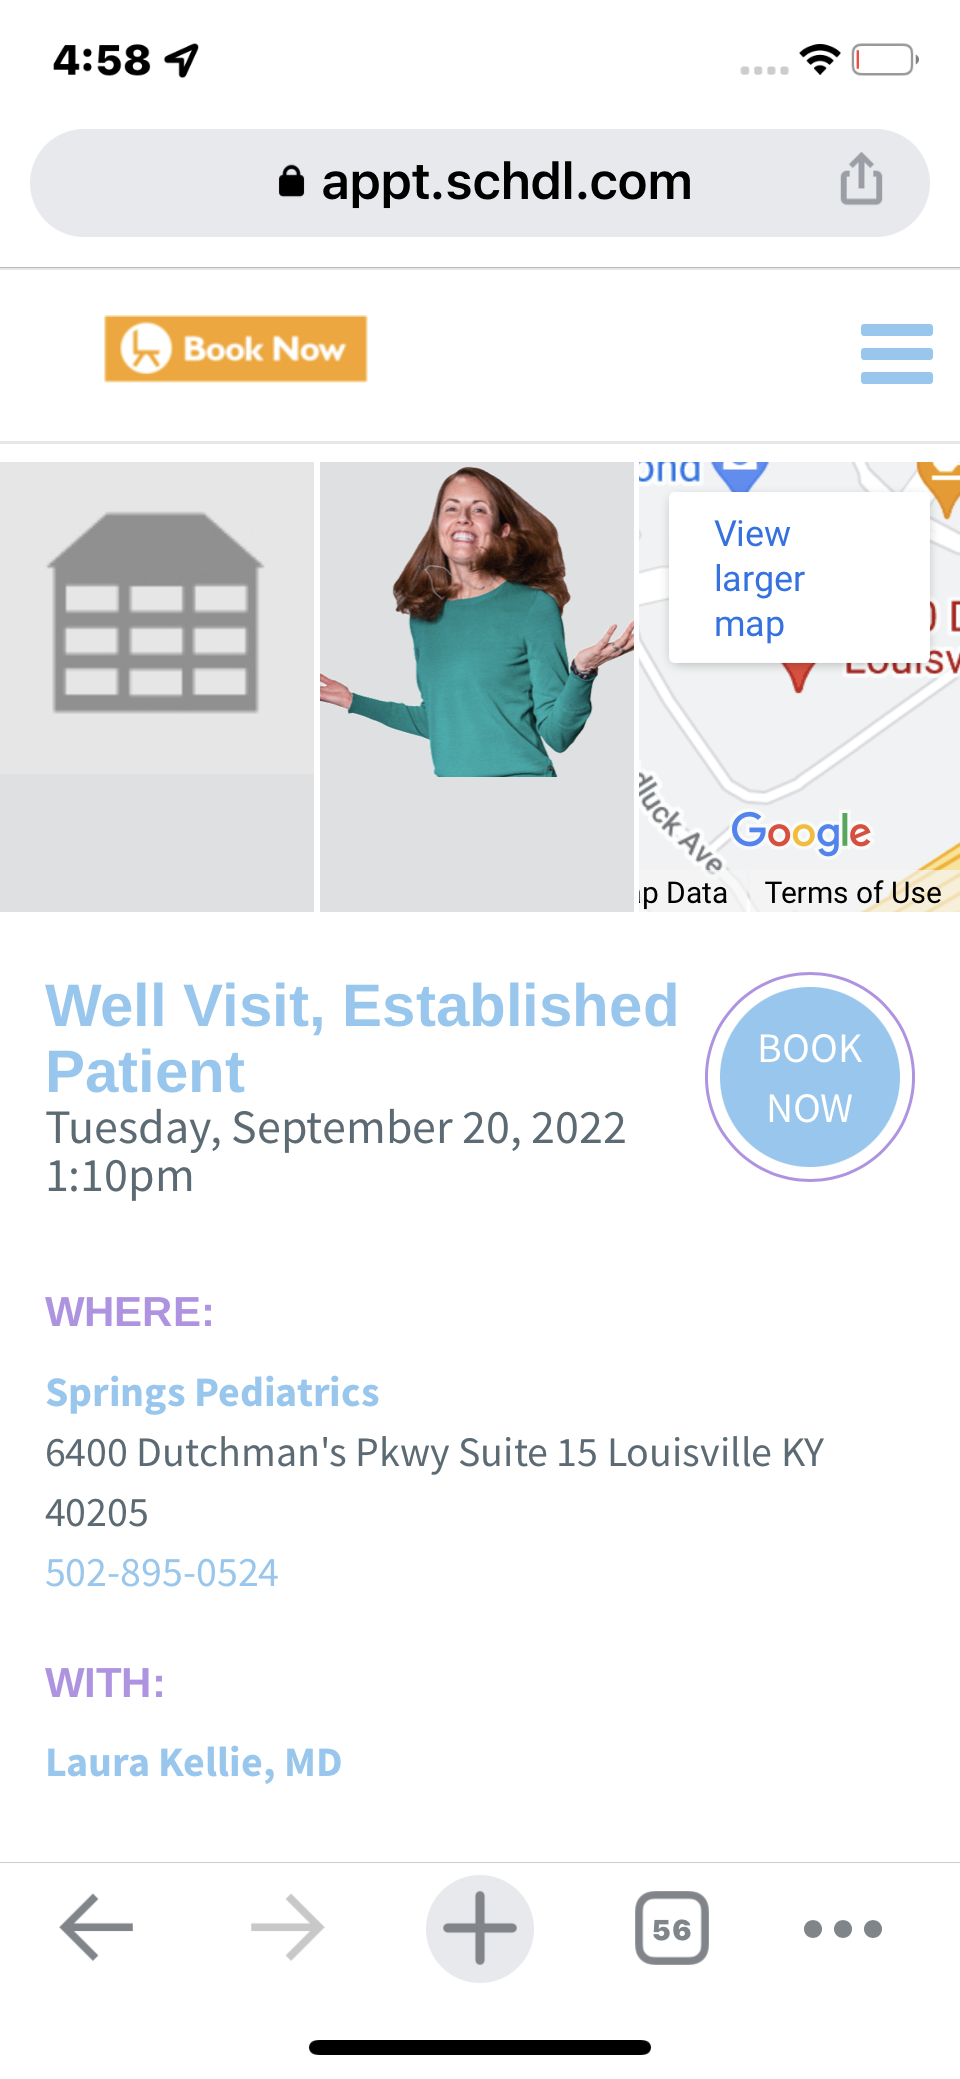 4:58
appt.schdl.com
Book Now
ond
View
larger
map
Google
dluck Ave
ap Data
Terms of Use
Well Visit, Established
Patient
Tuesday, September 20, 2022
1:10pm
BOOK
NOW
WHERE:
Springs Pediatrics
6400 Dutchman's Pkwy Suite 15 Louisville KY
40205
502-895-0524
WITH:
Laura Kellie, MD
56